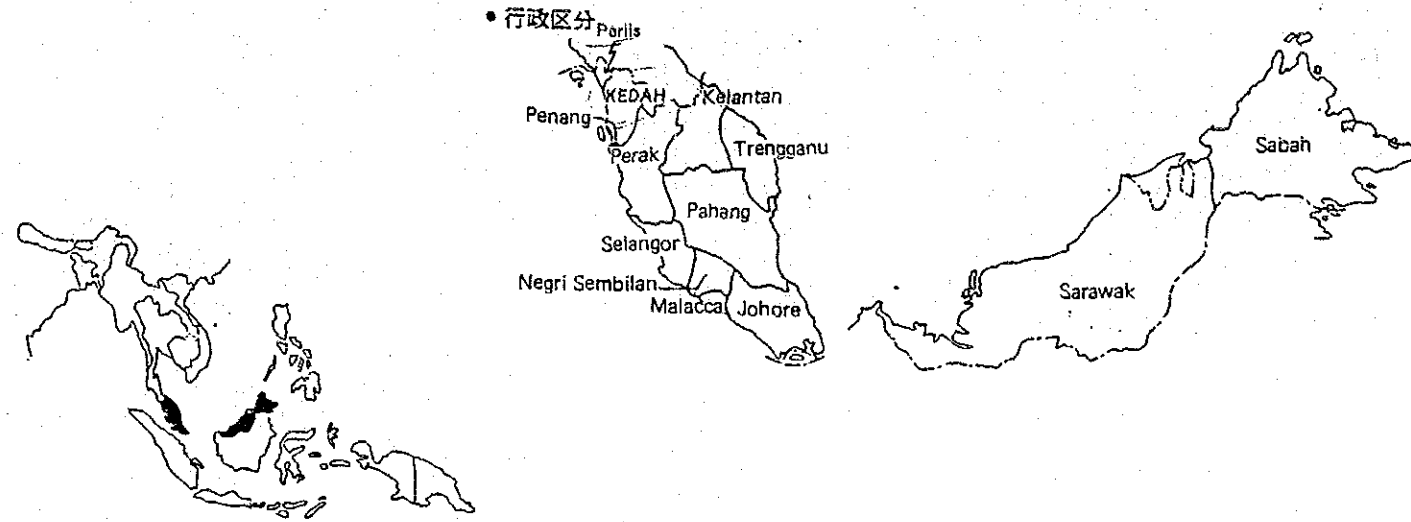 • 行政区分
Perlis
KEDAH
Kelantan
Penang
Trengganu
Perak
Sabah
Pahang
Selangor
Negri Sembilan
Sarawak
Malacca
Johore